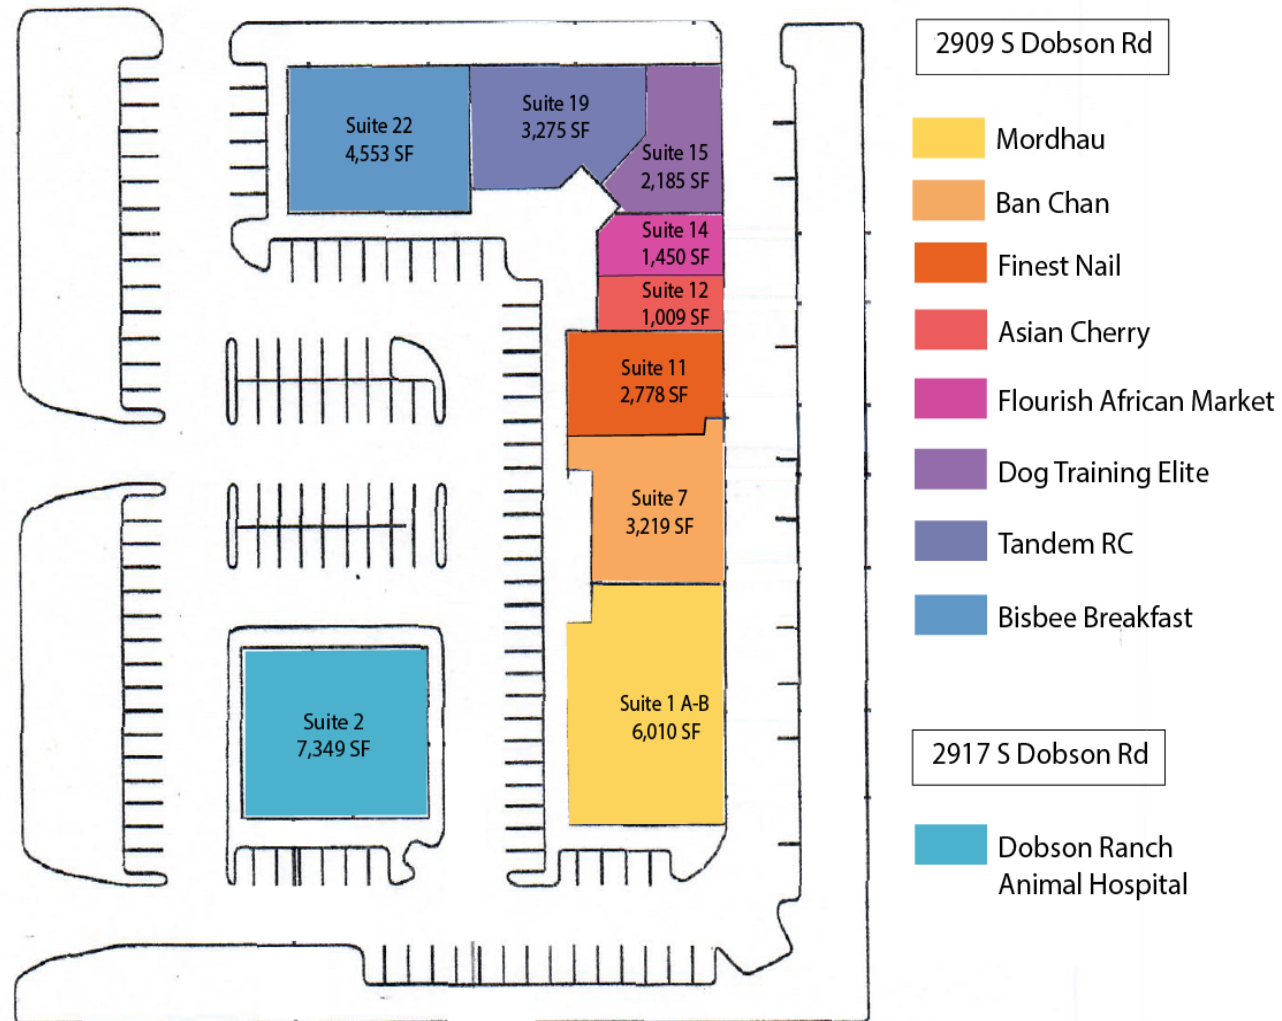 Suite 22
4,553 SF
Suite 19
3,275 SF
Suite 15
2,185 SF
Suite 14
1,450 SF
Suite 12
1,009 SF
Suite 11
2,778 SF
Suite 7
3,219 SF
Suite 1 A-B
6,010 SF
Suite 2
7,349 SF
2909 S Dobson Rd
Mordhau
Ban Chan
Finest Nail
Asian Cherry
Flourish African Market
Dog Training Elite
Tandem RC
Bisbee Breakfast
2917 S Dobson Rd
Dobson Ranch
Animal Hospital